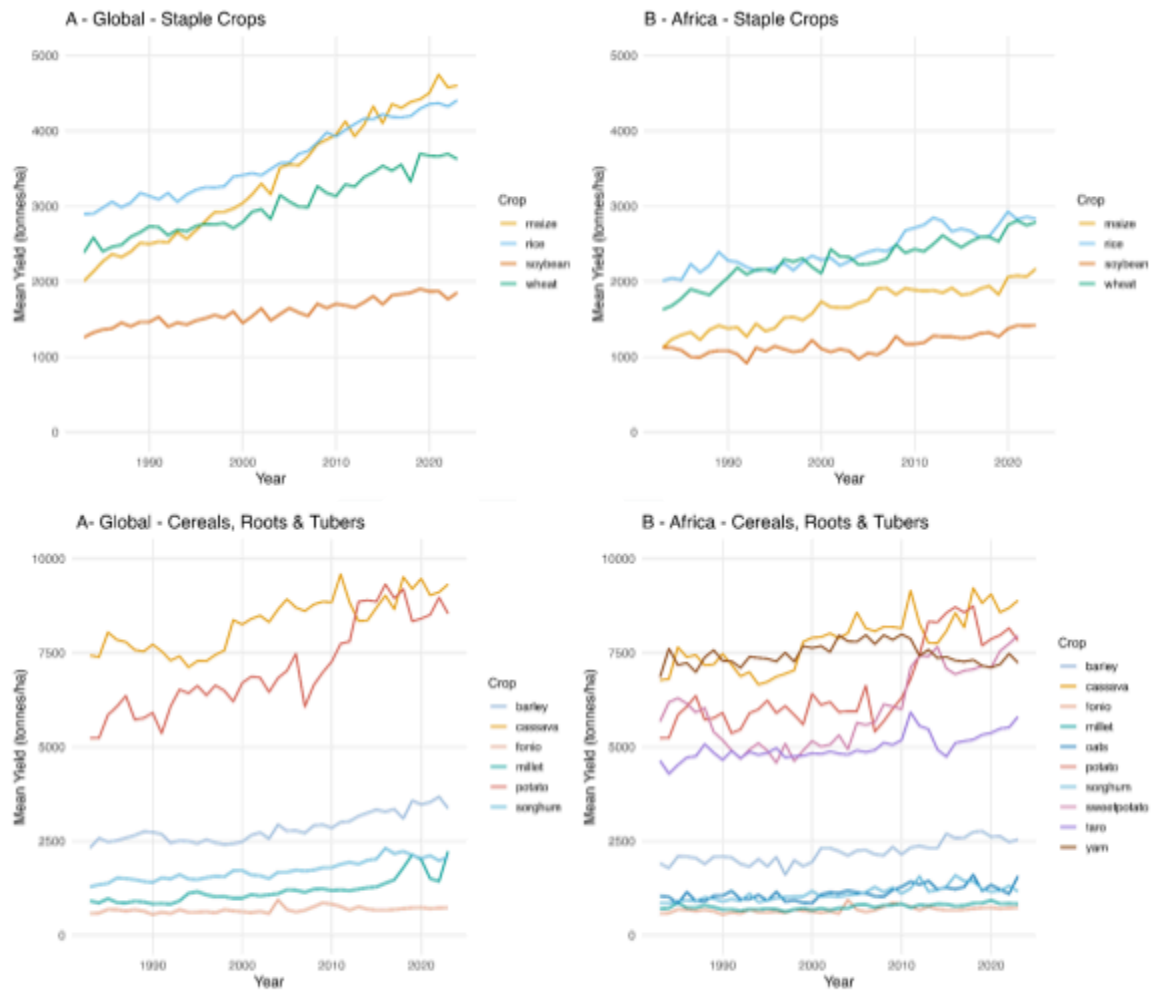 A - Global - Staple Crops
5000
4000
3000
2000
1000
0
Mean Yield (tonnes/ha)
1990
2000
2010
2020
Year
Crop
maize
rice
soybean
wheat
B - Africa - Staple Crops
5000
4000
3000
2000
1000
0
Mean Yield (tonnes/ha)
1990
2000
2010
2020
Year
Crop
maize
rice
soybean
wheat
A- Global - Cereals, Roots & Tubers
10000
7500
5000
2500
0
Mean Yield (tonnes/ha)
1990
2000
2010
2020
Year
Crop
barley
cassava
fonio
millet
potato
sorghum
B - Africa - Cereals, Roots & Tubers
10000
7500
5000
2500
0
Mean Yield (tonnes/ha)
1990
2000
2010
2020
Year
Crop
barley
cassava
fonio
millet
oats
potato
sorghum
sweetpotato
taro
yam